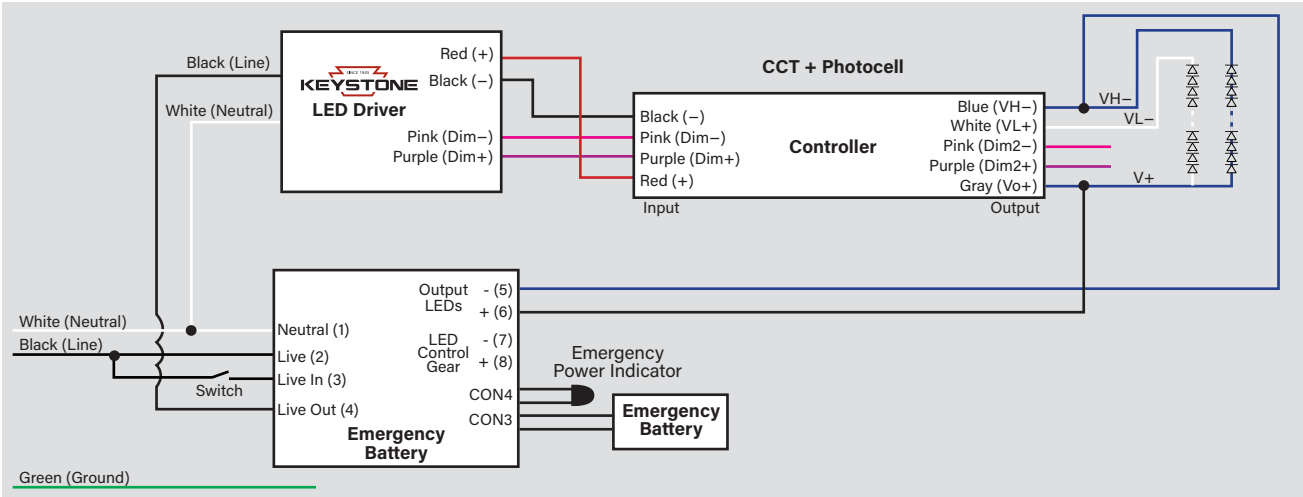 Black (Line)
White (Neutral)
SINCE 1945
KEYSTONE
LED Driver
Red (+)
Black (−)
Pink (Dim−)
Purple (Dim+)
CCT + Photocell
Black (−)
Pink (Dim−)
Purple (Dim+)
Red (+)
Controller
Blue (VH−)
White (VL+)
Pink (Dim2−)
Purple (Dim2+)
Gray (Vo+)
Input
Output
VH−
VL−
V+
White (Neutral)
Black (Line)
Switch
Green (Ground)
Neutral (1)
Live (2)
Live In (3)
Live Out (4)
Output
LEDs
- (5)
+ (6)
LED
Control
Gear
- (7)
+ (8)
CON4
CON3
Emergency
Battery
Emergency
Power Indicator
Emergency
Battery